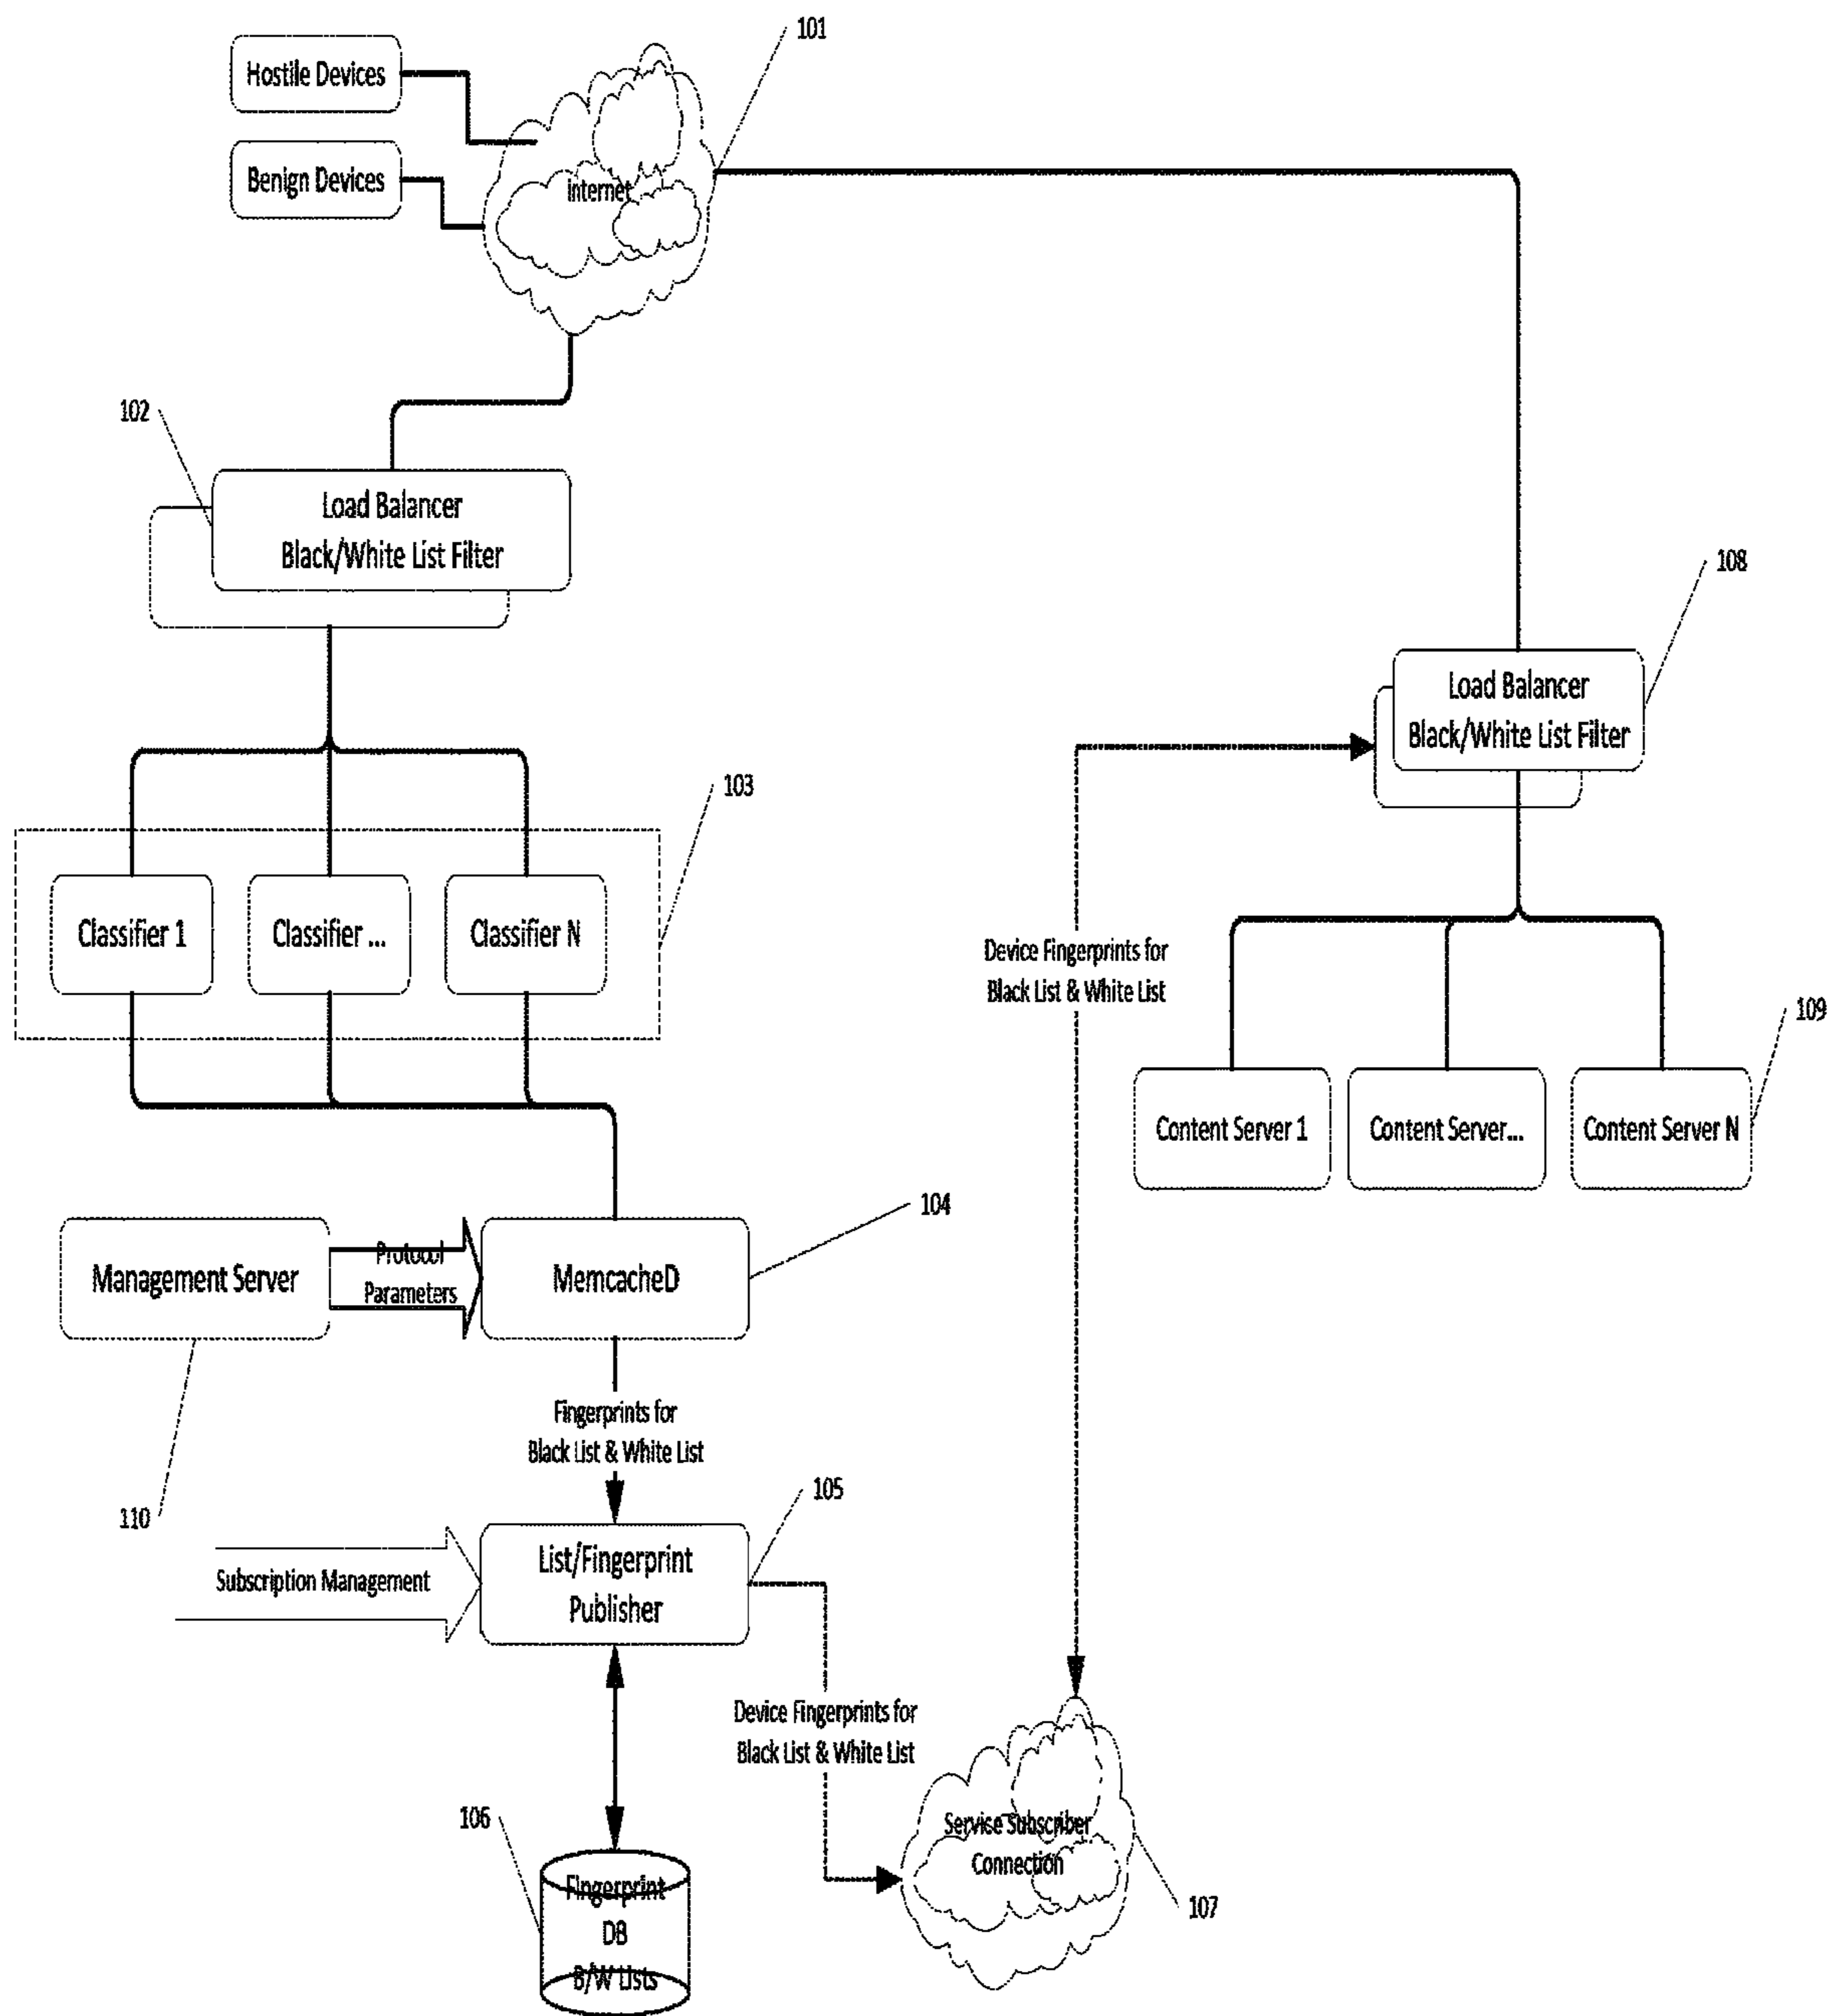 101
Hostile Devices
Benign Devices
internet
102
Load Balancer
Black/White List Filter
108
Load Balancer
Black/White List Filter
103
Classifier 1
Classifier ...
Classifier N
Device Fingerprints for
Black List & White List
109
Content Server 1
Content Server...
Content Server N
104
Management Server
Protocol
Parameters
MemcacheD
Fingerprints for
Black List & White List
110
105
Subscription Management
List/Fingerprint
Publisher
Device Fingerprints for
Black List & White List
106
Fingerprint
DB
B/W Lists
Service Subscriber
Connection
107